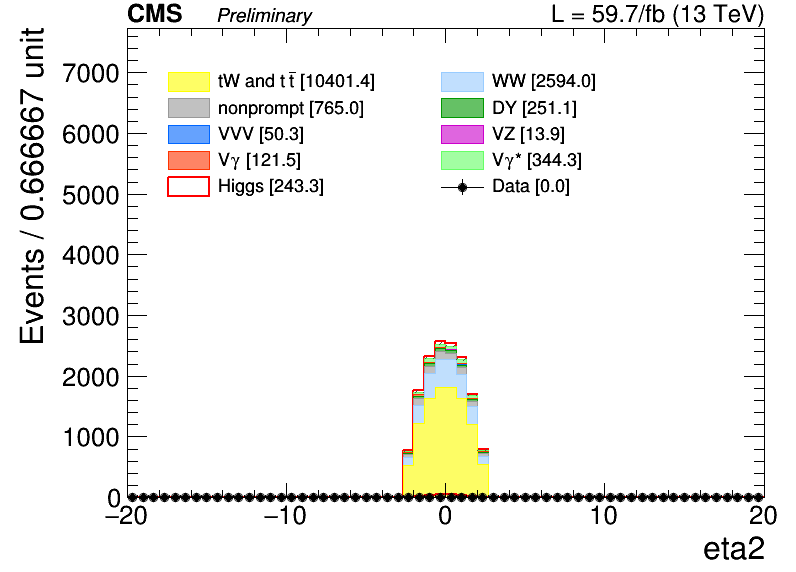 CMS Preliminary L = 59.7/fb (13 TeV)
Events / 0.666667 unit
7000
6000
5000
4000
3000
2000
1000
0
tW and t t̄ [10401.4]
WW [2594.0]
nonprompt [765.0]
DY [251.1]
VVV [50.3]
VZ [13.9]
Vγ [121.5]
Vγ* [344.3]
Higgs [243.3]
Data [0.0]
−20 −10 0 10 20
eta2